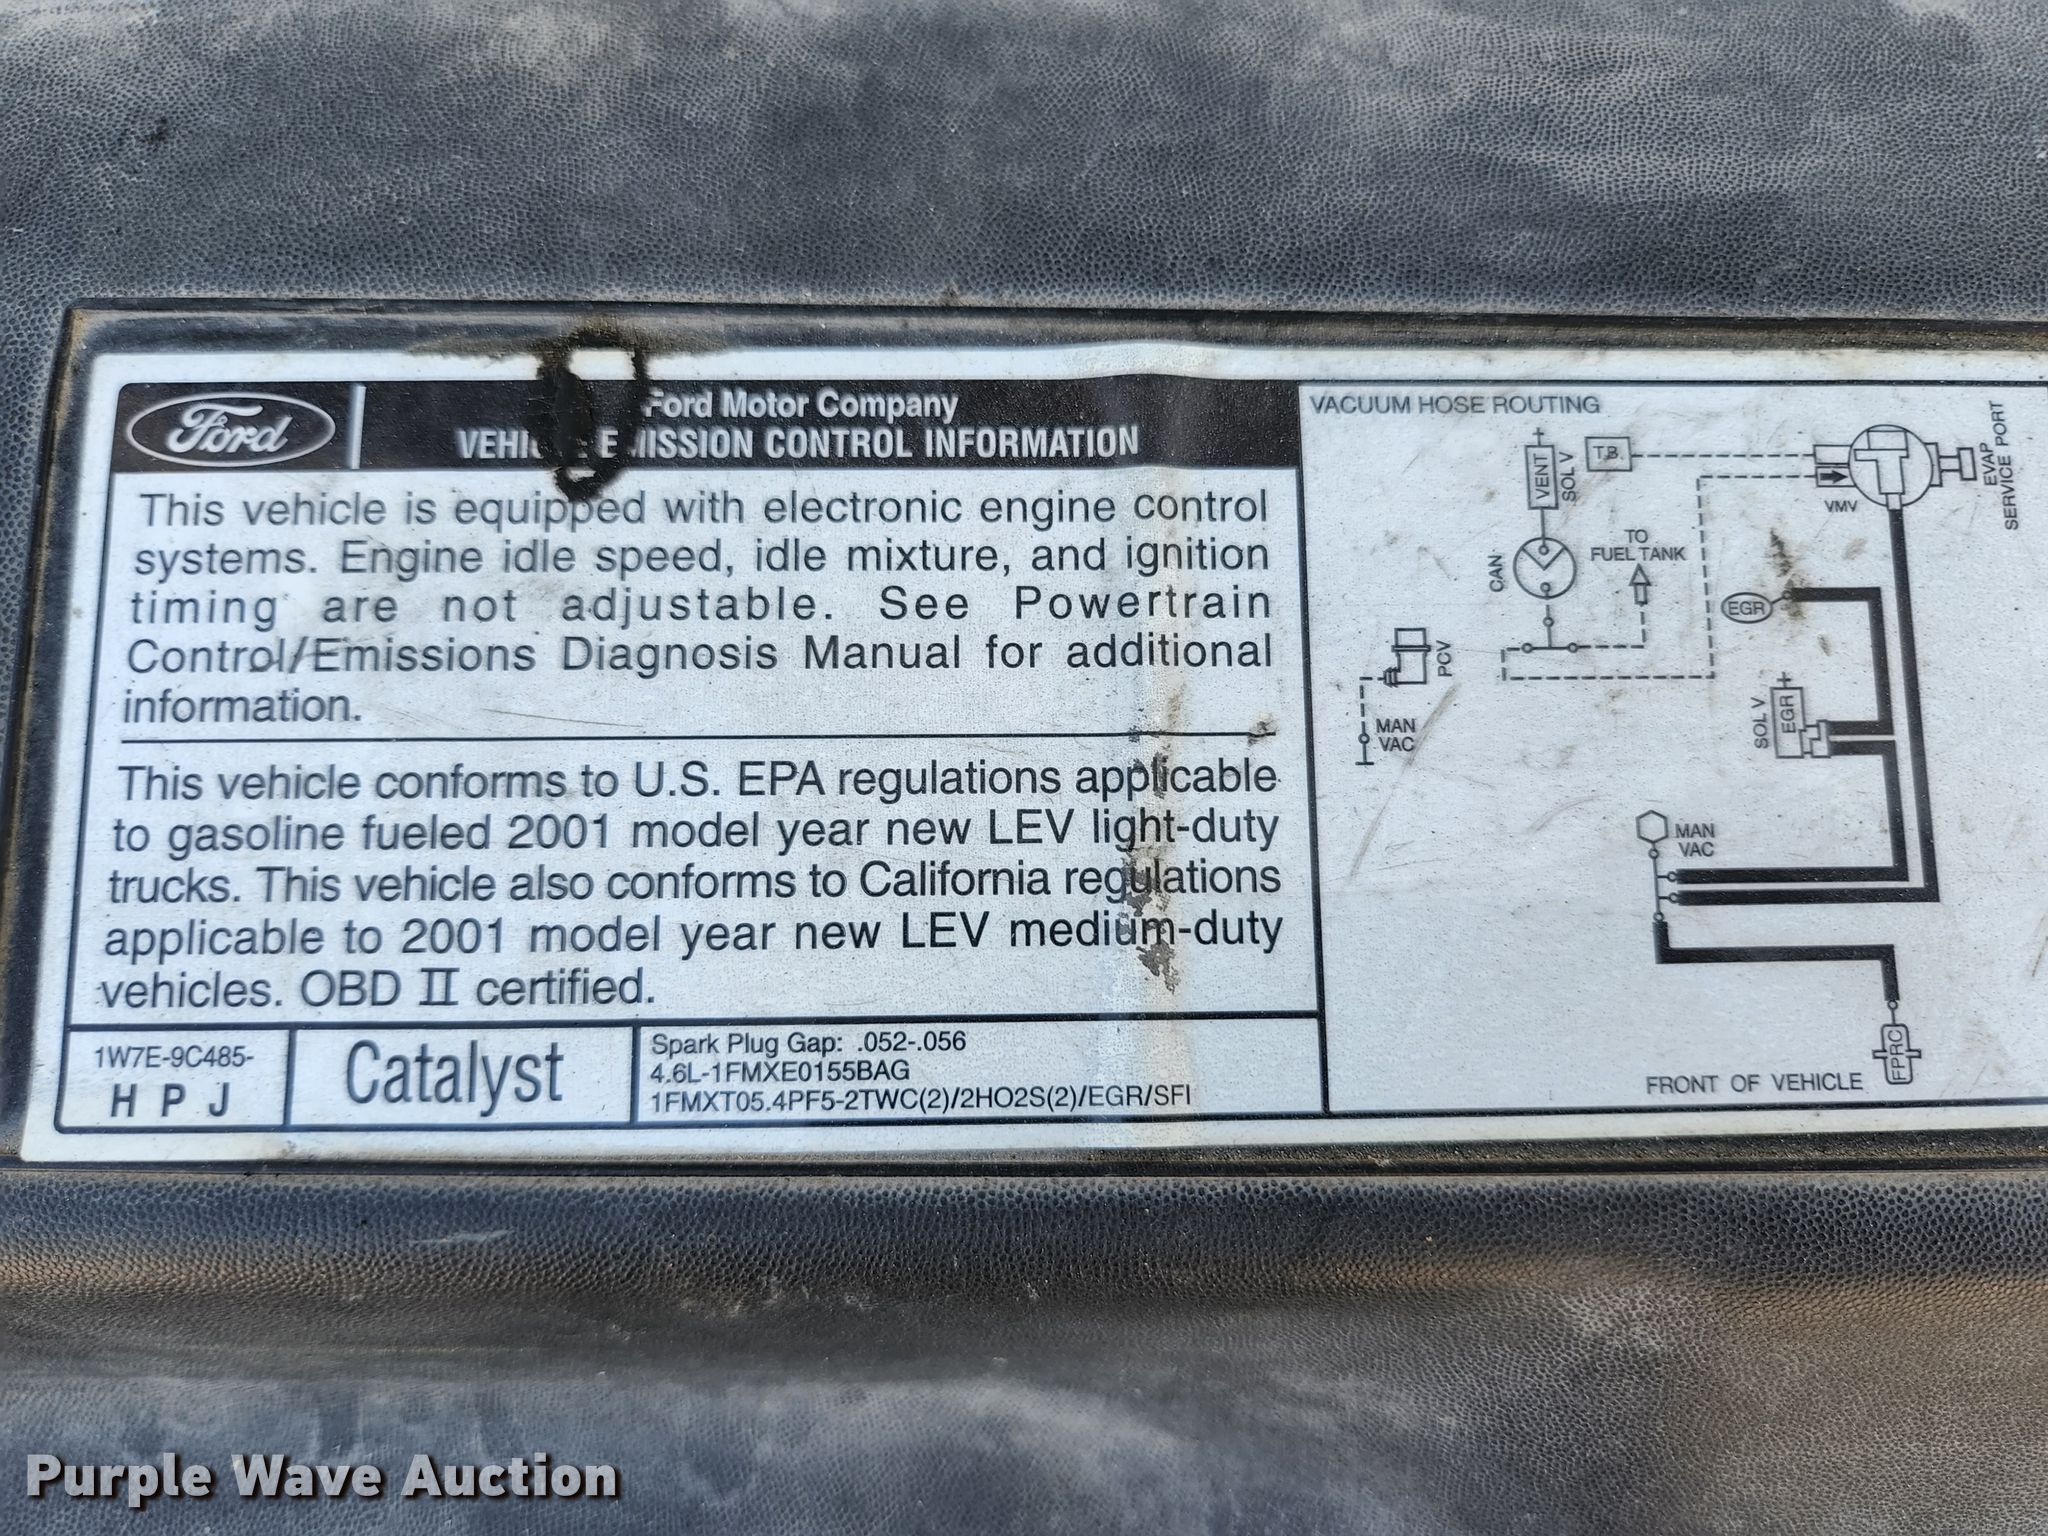 Ford
Ford Motor Company
VEHICLE EMISSION CONTROL INFORMATION
This vehicle is equipped with electronic engine control
systems. Engine idle speed, idle mixture, and ignition
timing are not adjustable. See Powertrain
Control/Emissions Diagnosis Manual for additional
information.
This vehicle conforms to U.S. EPA regulations applicable
to gasoline fueled 2001 model year new LEV light-duty
trucks. This vehicle also conforms to California regulations
applicable to 2001 model year new LEV medium-duty
vehicles. OBD II certified.
1W7E-9C485-
H P J
Catalyst
Spark Plug Gap: .052-.056
4.6L-1FMXE0155BAG
1FMXT05.4PF5-2TWC(2)/2HO2S(2)/EGR/SFI
VACUUM HOSE ROUTING
VENT
SOL V
T.B.
VMV
EVAP
SERVICE PORT
CAN
TO
FUEL TANK
EGR
PCV
MAN
VAC
SOL V
EGR
MAN
VAC
FPRC
FRONT OF VEHICLE
Purple Wave Auction